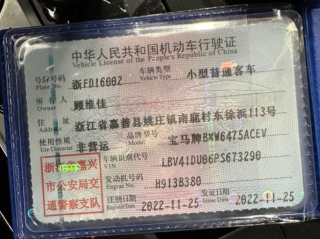 中华人民共和国机动车行驶证
Vehicle License of the People's Republic of China
号牌号码 浙FD16002 车辆类型 小型普通客车
Plate No. Vehicle Type
所有人 顾维佳
Owner
住址 浙江省嘉善县姚庄镇南鹿村东徐浜113号
Address
使用性质 非营运 品牌型号 宝马牌BMW6475ACEV
Use Character Model
浙江省嘉兴 车辆识别代号 LBV41DU06PS673290
VIN
市公安局交 发动机号码 H913B380
Engine No.
通警察支队 注册日期 2022-11-25 发证日期 2022-11-25
Register Date Issue Date